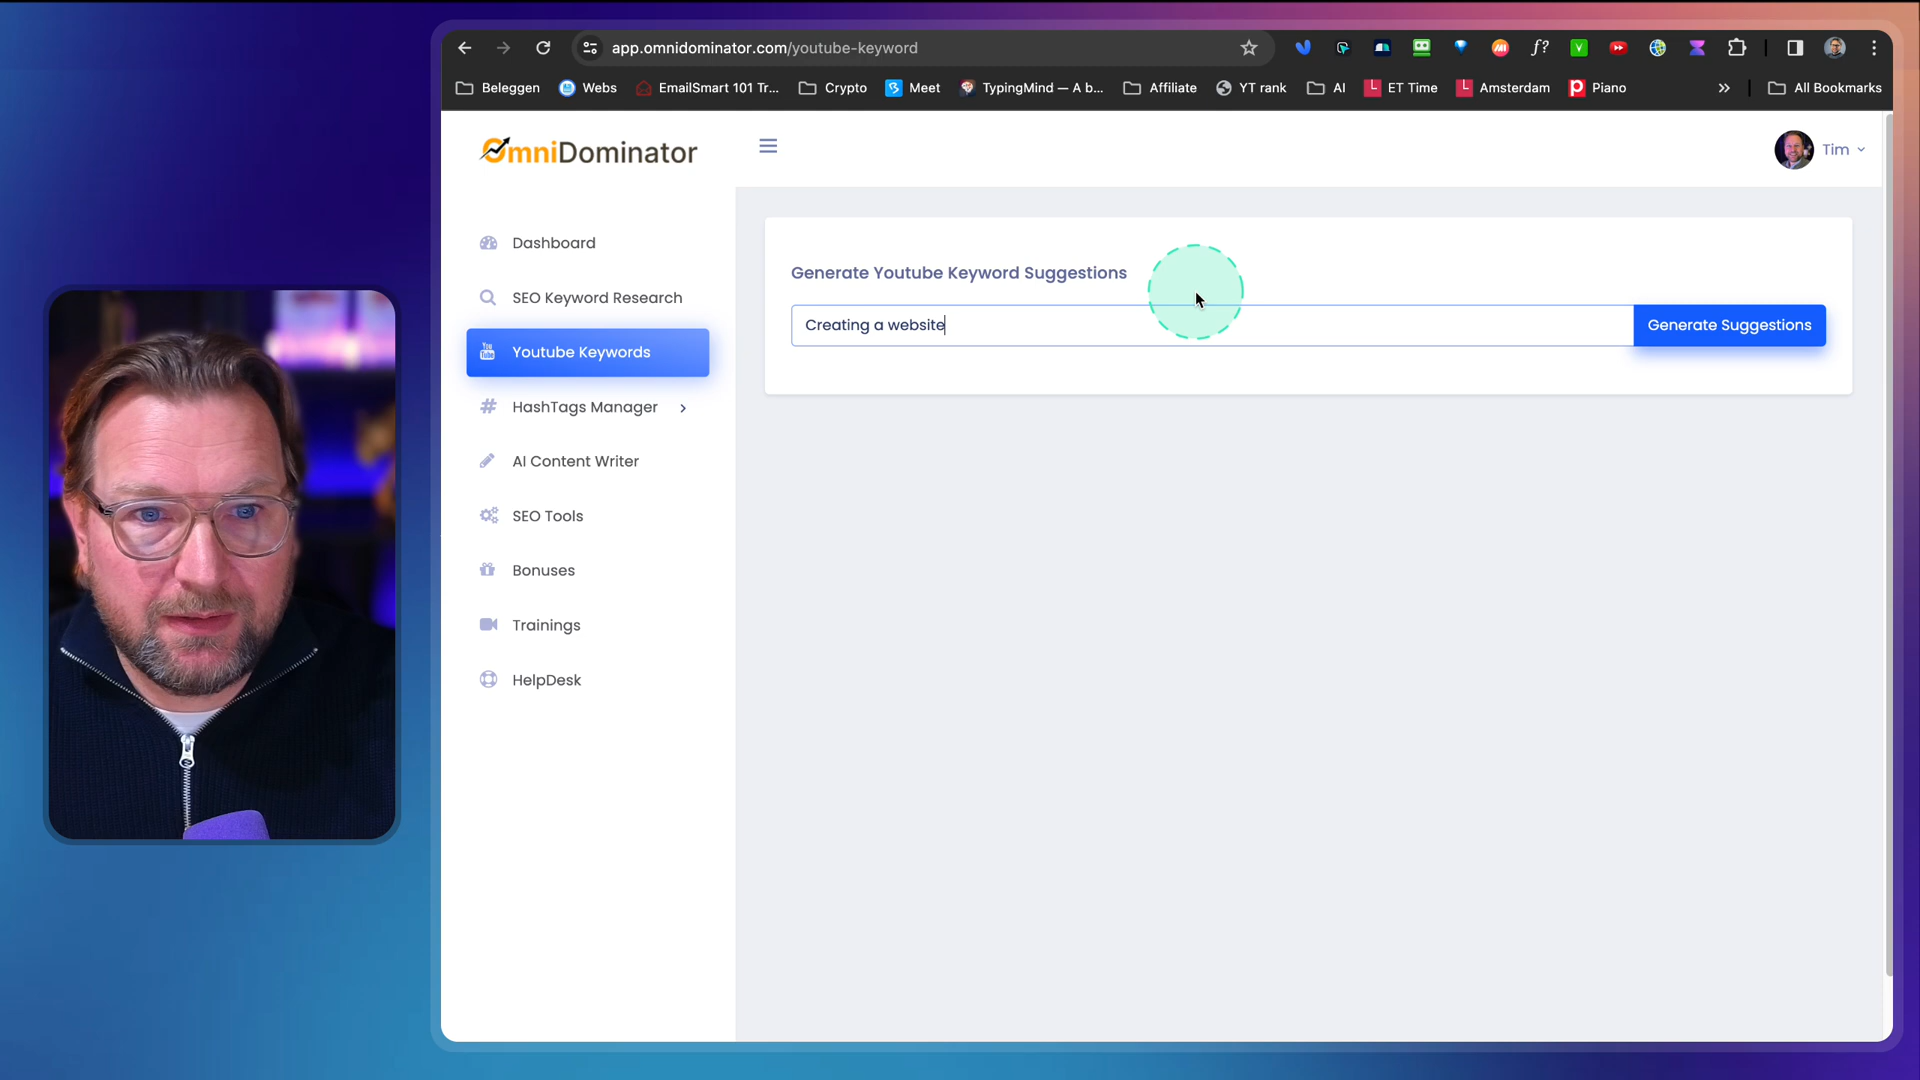 app.omnidominator.com/youtube-keyword
Beleggen
Webs
EmailSmart 101 Tr...
Crypto
Meet
TypingMind — A b...
Affiliate
YT rank
AI
ET Time
Amsterdam
Piano
All Bookmarks
OmniDominator
Tim
Dashboard
SEO Keyword Research
Youtube Keywords
HashTags Manager
AI Content Writer
SEO Tools
Bonuses
Trainings
HelpDesk
Generate Youtube Keyword Suggestions
Creating a website
Generate Suggestions